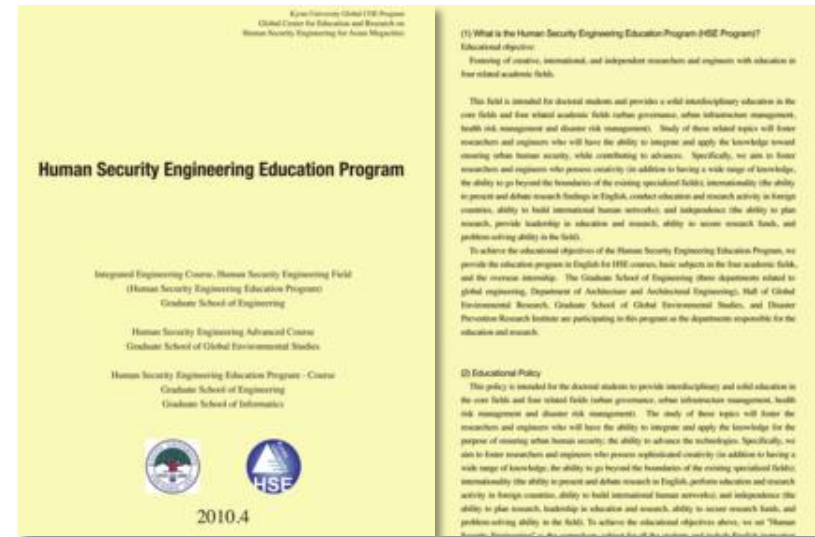 Kyoto University Global COE Program
Global Center for Education and Research on
Human Security Engineering for Asian Megacities
Human Security Engineering Education Program
Integrated Engineering Course, Human Security Engineering Field
(Human Security Engineering Education Program)
Graduate School of Engineering
Human Security Engineering Advanced Course
Graduate School of Global Environmental Studies
Human Security Engineering Education Program - Course
Graduate School of Engineering
Graduate School of Informatics
HSE
2010.4
(1) What is the Human Security Engineering Education Program (HSE Program)?
Educational objective:
Fostering of creative, international, and independent researchers and engineers with education in
four related academic fields.
This field is intended for doctoral students and provides a solid interdisciplinary education in the
core fields and four related academic fields (urban governance, urban infrastructure management,
health risk management and disaster risk management). Study of these related topics will foster
researchers and engineers who will have the ability to integrate and apply the knowledge toward
ensuring urban human security, while contributing to advances. Specifically, we aim to foster
researchers and engineers who possess creativity (in addition to having a wide range of knowledge,
the ability to go beyond the boundaries of the existing specialized fields), internationality (the ability
to present and debate research findings in English, conduct education and research activity in foreign
countries, ability to build international human networks), and independence (the ability to plan
research, provide leadership in education and research, ability to secure research funds, and
problem-solving ability in the field).
To achieve the educational objectives of the Human Security Engineering Education Program, we
provide the education program in English for HSE courses, basic subjects in the four academic fields,
and the overseas internship. The Graduate School of Engineering (three departments related to
global engineering, Department of Architecture and Architectural Engineering), Hall of Global
Environmental Research, Graduate School of Global Environmental Studies, and Disaster
Prevention Research Institute are participating in this program as the departments responsible for the
education and research.
(2) Educational Policy
This policy is intended for the doctoral students to provide interdisciplinary and solid education in
the core fields and four related fields (urban governance, urban infrastructure management, health
risk management and disaster risk management). The study of these topics will foster the
researchers and engineers who will have the ability to integrate and apply the knowledge for the
purpose of ensuring urban human security; the ability to advance the technologies. Specifically, we
aim to foster researchers and engineers who possess sophisticated creativity (in addition to having a
wide range of knowledge, the ability to go beyond the boundaries of the existing specialized fields);
internationality (the ability to present and debate research in English, perform education and research
activity in foreign countries, ability to build international human networks), and independence (the
ability to plan research, leadership in education and research, ability to secure research funds, and
problem-solving ability in the field). To achieve the educational objectives above, we set "Human